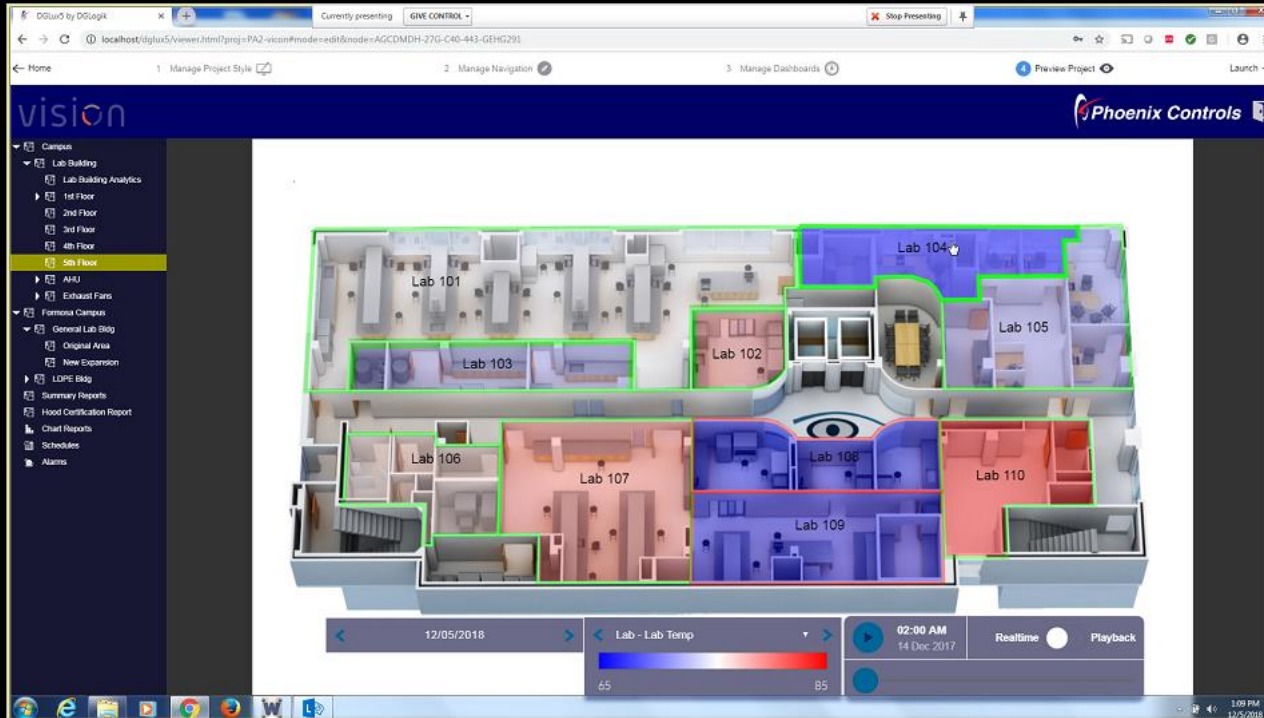 DGLux5 by DGLogik
Currently presenting
GIVE CONTROL
Stop Presenting
localhost/dglux5/viewer.html?proj=PA2-vicon#mode=edit&node=AGCDMDH-27G-C40-443-GEHG291
Home
1 Manage Project Style
2 Manage Navigation
3 Manage Dashboards
4 Preview Project
Launch
vision
Phoenix Controls
Campus
Lab Building
Lab Building Analytics
1st Floor
2nd Floor
3rd Floor
4th Floor
5th Floor
AHU
Exhaust Fans
Formosa Campus
General Lab Bldg
Original Area
New Expansion
LDPE Bldg
Summary Reports
Hood Certification Report
Chart Reports
Schedules
Alarms
Lab 104
Lab 101
Lab 105
Lab 102
Lab 103
Lab 106
Lab 108
Lab 107
Lab 110
Lab 109
12/05/2018
Lab - Lab Temp
65
85
02:00 AM
14 Dec 2017
Realtime
Playback
1:09 PM
12/5/2018